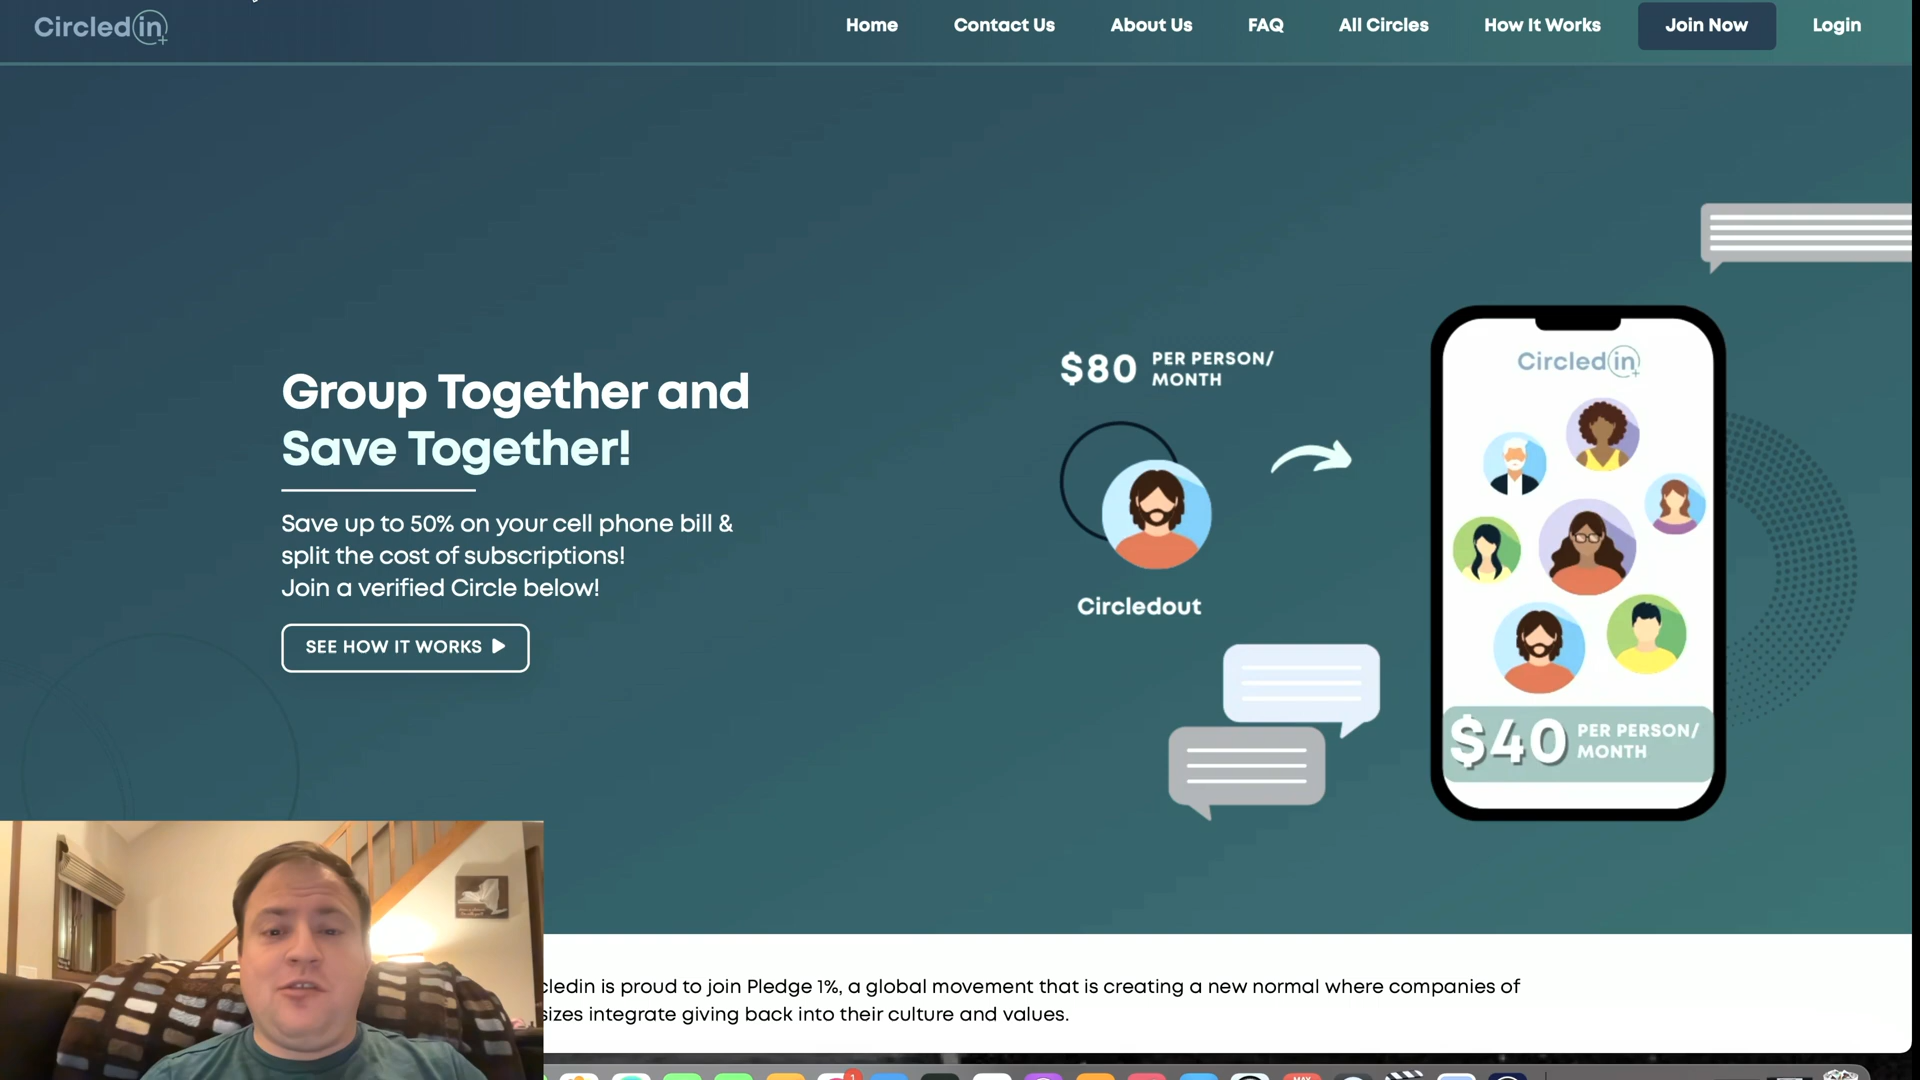 Circledin
Home
Contact Us
About Us
FAQ
All Circles
How It Works
Join Now
Login
Group Together and
Save Together!
Save up to 50% on your cell phone bill &
split the cost of subscriptions!
Join a verified Circle below!
SEE HOW IT WORKS
$80 PER PERSON/
MONTH
Circledout
Circledin
$40 PER PERSON/
MONTH
cledin is proud to join Pledge 1%, a global movement that is creating a new normal where companies of
sizes integrate giving back into their culture and values.
1
MAY